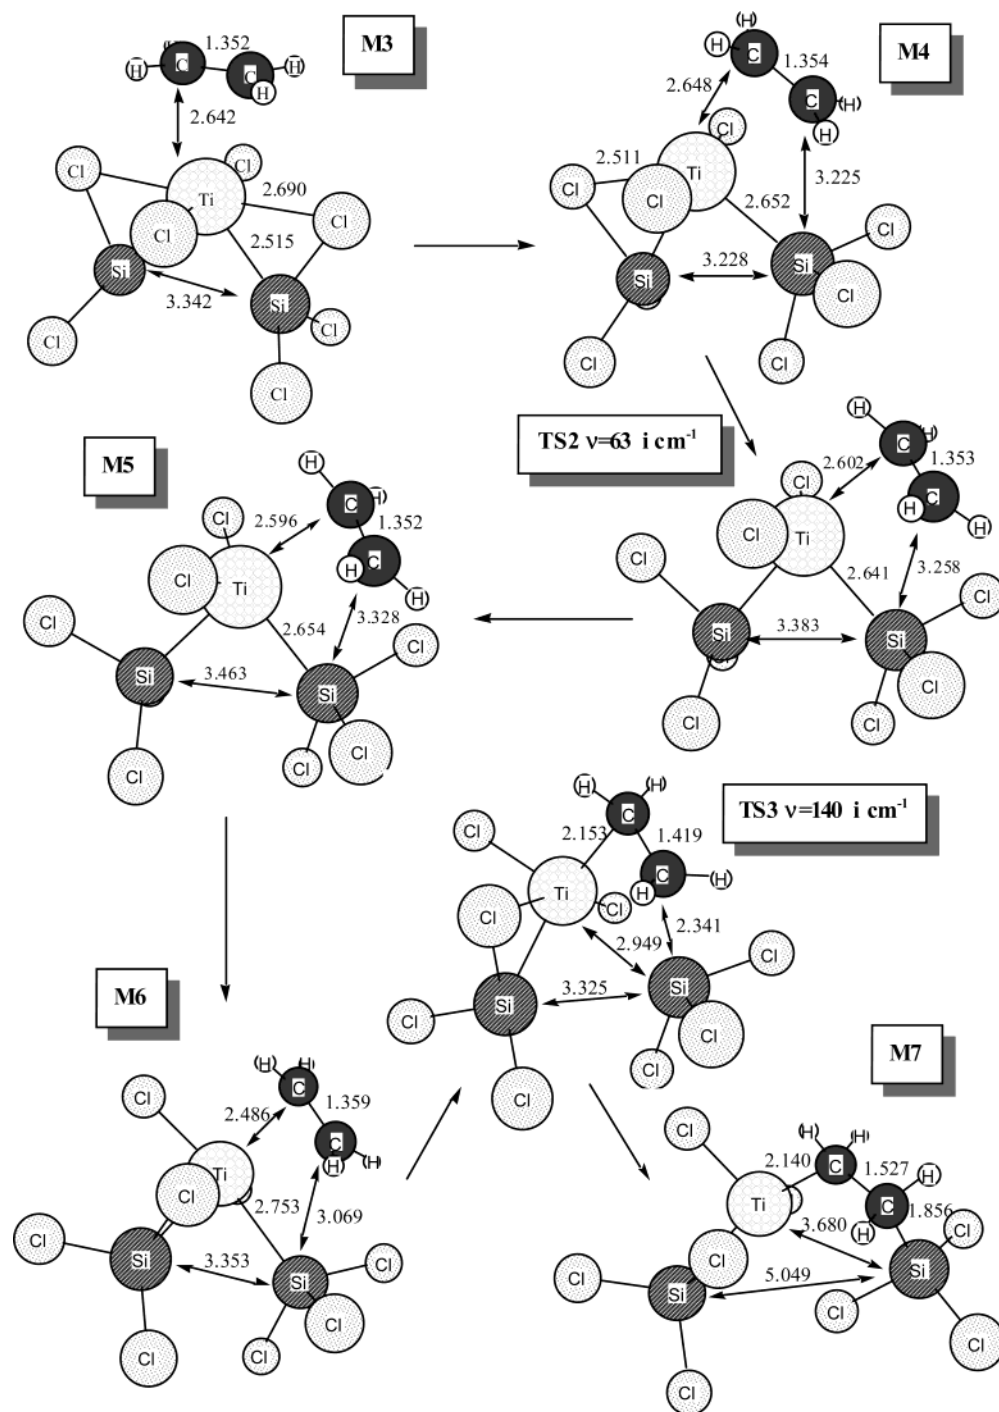 M3
(H)
1.352
H
C
C
H
H
2.642
Cl
Cl
Ti
2.690
Cl
Cl
2.515
Si
3.342
Si
Cl
Cl
Cl
M4
(H)
H
C
1.354
C
(H)
H
2.648
Cl
2.511
Ti
3.225
Cl
Cl
2.652
Cl
Si
3.228
Si
Cl
Cl
Cl
TS2 ν=63 i cm-1
H
C
H)
2.602
1.353
Cl
C
H
H
Cl
Ti
3.258
Cl
2.641
Cl
Si
3.383
Si
Cl
Cl
Cl
M5
H
H)
C
Cl
2.596
1.352
C
H
H
Cl
Ti
3.328
Cl
2.654
Cl
Si
3.463
Si
Cl
Cl
Cl
TS3 ν=140 i cm-1
H
(H)
C
2.153
1.419
Cl
C
(H)
H
Ti
Cl
Cl
2.341
2.949
Cl
Si
3.325
Si
Cl
Cl
Cl
Cl
M6
(H)
H
C
Cl
2.486
1.359
C
(H)
H
Ti
Cl
2.753
3.069
Cl
Si
3.353
Si
Cl
Cl
Cl
Cl
M7
Cl
H
(H)
2.140
C
1.527
H
Ti
C
1.856
3.680
H
Cl
Cl
Cl
Si
5.049
Si
Cl
Cl
Cl
Cl